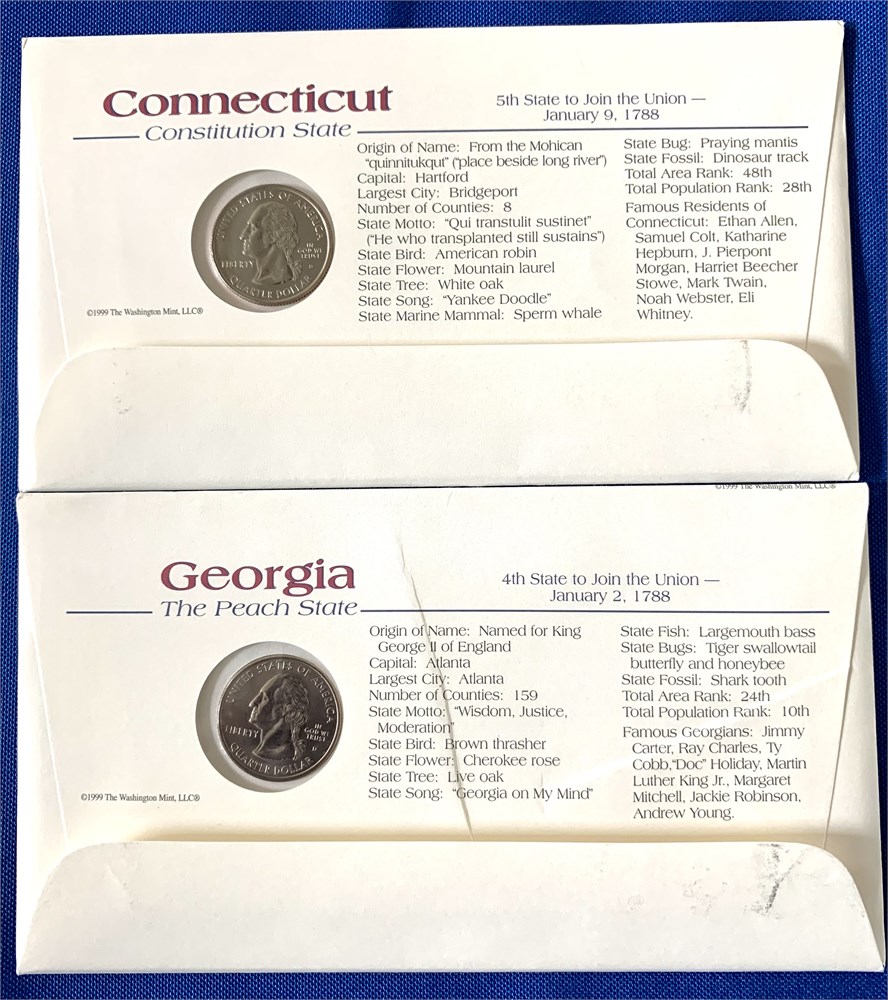 Connecticut
Constitution State
5th State to Join the Union —
January 9, 1788
UNITED STATES OF AMERICA
LIBERTY
IN
GOD WE
TRUST
P
QUARTER DOLLAR
©1999 The Washington Mint, LLC®
Origin of Name: From the Mohican
"quinnitukqut" ("place beside long river")
Capital: Hartford
Largest City: Bridgeport
Number of Counties: 8
State Motto: "Qui transtulit sustinet"
("He who transplanted still sustains")
State Bird: American robin
State Flower: Mountain laurel
State Tree: White oak
State Song: "Yankee Doodle"
State Marine Mammal: Sperm whale
State Bug: Praying mantis
State Fossil: Dinosaur track
Total Area Rank: 48th
Total Population Rank: 28th
Famous Residents of
Connecticut: Ethan Allen,
Samuel Colt, Katharine
Hepburn, J. Pierpont
Morgan, Harriet Beecher
Stowe, Mark Twain,
Noah Webster, Eli
Whitney.
©1999 The Washington Mint, LLC®
Georgia
The Peach State
4th State to Join the Union —
January 2, 1788
UNITED STATES OF AMERICA
LIBERTY
IN
GOD WE
TRUST
D
QUARTER DOLLAR
©1999 The Washington Mint, LLC®
Origin of Name: Named for King
George II of England
Capital: Atlanta
Largest City: Atlanta
Number of Counties: 159
State Motto: "Wisdom, Justice,
Moderation"
State Bird: Brown thrasher
State Flower: Cherokee rose
State Tree: Live oak
State Song: "Georgia on My Mind"
State Fish: Largemouth bass
State Bugs: Tiger swallowtail
butterfly and honeybee
State Fossil: Shark tooth
Total Area Rank: 24th
Total Population Rank: 10th
Famous Georgians: Jimmy
Carter, Ray Charles, Ty
Cobb,"Doc" Holiday, Martin
Luther King Jr., Margaret
Mitchell, Jackie Robinson,
Andrew Young.